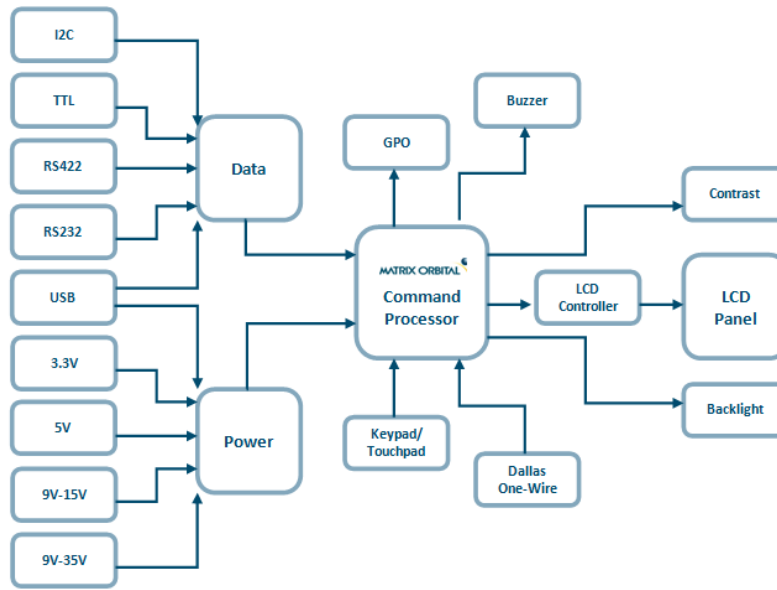 I2C
TTL
RS422
RS232
USB
3.3V
5V
9V-15V
9V-35V
Data
Power
GPO
Buzzer
MATRIX ORBITAL
Command
Processor
Keypad/
Touchpad
Dallas
One-Wire
Contrast
LCD
Controller
LCD
Panel
Backlight